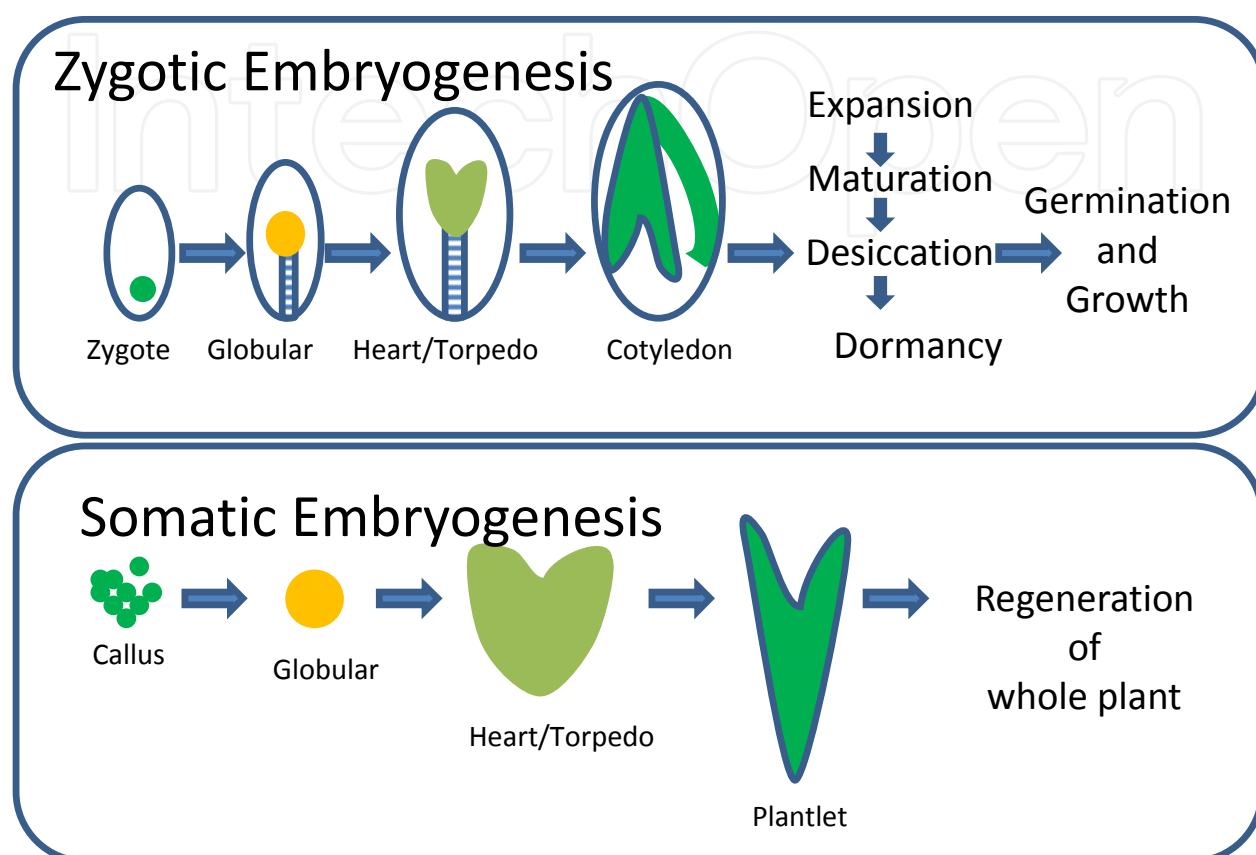 IntechOpen
Zygotic Embryogenesis
Expansion
Maturation
Desiccation
Dormancy
Germination
and
Growth
Zygote
Globular
Heart/Torpedo
Cotyledon
Somatic Embryogenesis
Callus
Globular
Heart/Torpedo
Plantlet
Regeneration
of
whole plant